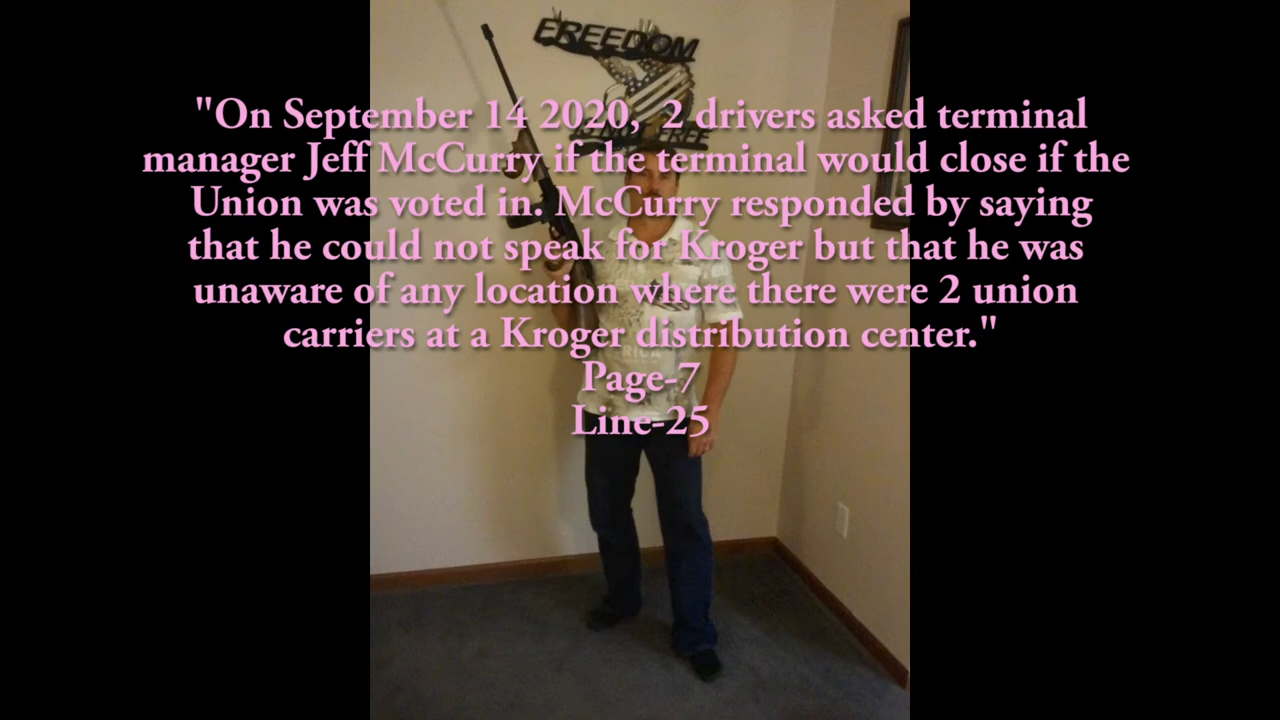 FREEDOM
"On September 14 2020, 2 drivers asked terminal
manager Jeff McCurry if the terminal would close if the
Union was voted in. McCurry responded by saying
that he could not speak for Kroger but that he was
unaware of any location where there were 2 union
carriers at a Kroger distribution center."
Page-7
Line-25